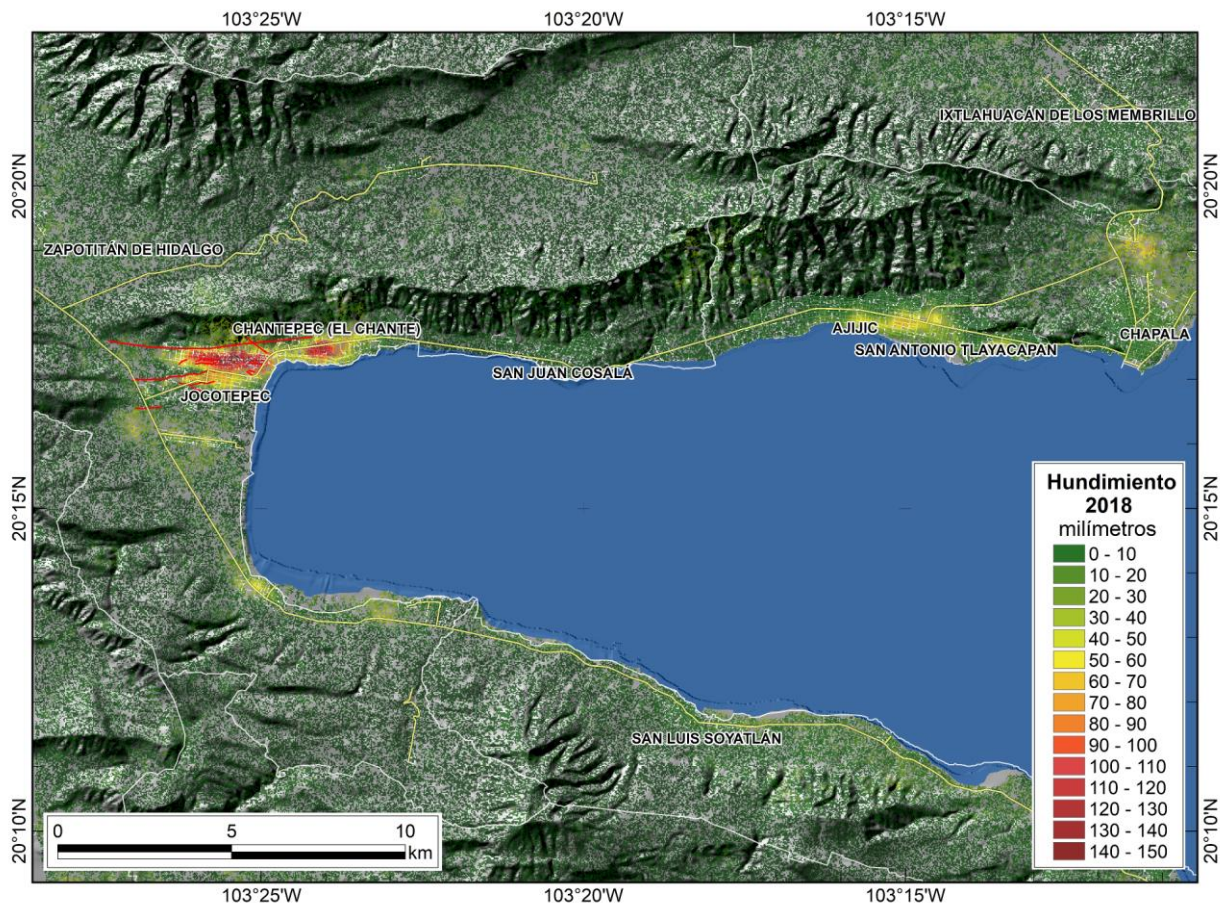 103°25'W
103°20'W
103°15'W
IXTLAHUACÁN DE LOS MEMBRILLO
20°20'N
20°20'N
ZAPOTITÁN DE HIDALGO
CHANTEPEC (EL CHANTE)
AJIJIC
CHAPALA
SAN ANTONIO TLAYACAPAN
SAN JUAN COSALÁ
JOCOTEPEC
20°15'N
20°15'N
Hundimiento
2018
milímetros
0 - 10
10 - 20
20 - 30
30 - 40
40 - 50
50 - 60
60 - 70
70 - 80
80 - 90
90 - 100
100 - 110
110 - 120
120 - 130
130 - 140
140 - 150
SAN LUIS SOYATLÁN
20°10'N
20°10'N
0 5 10
km
103°25'W
103°20'W
103°15'W